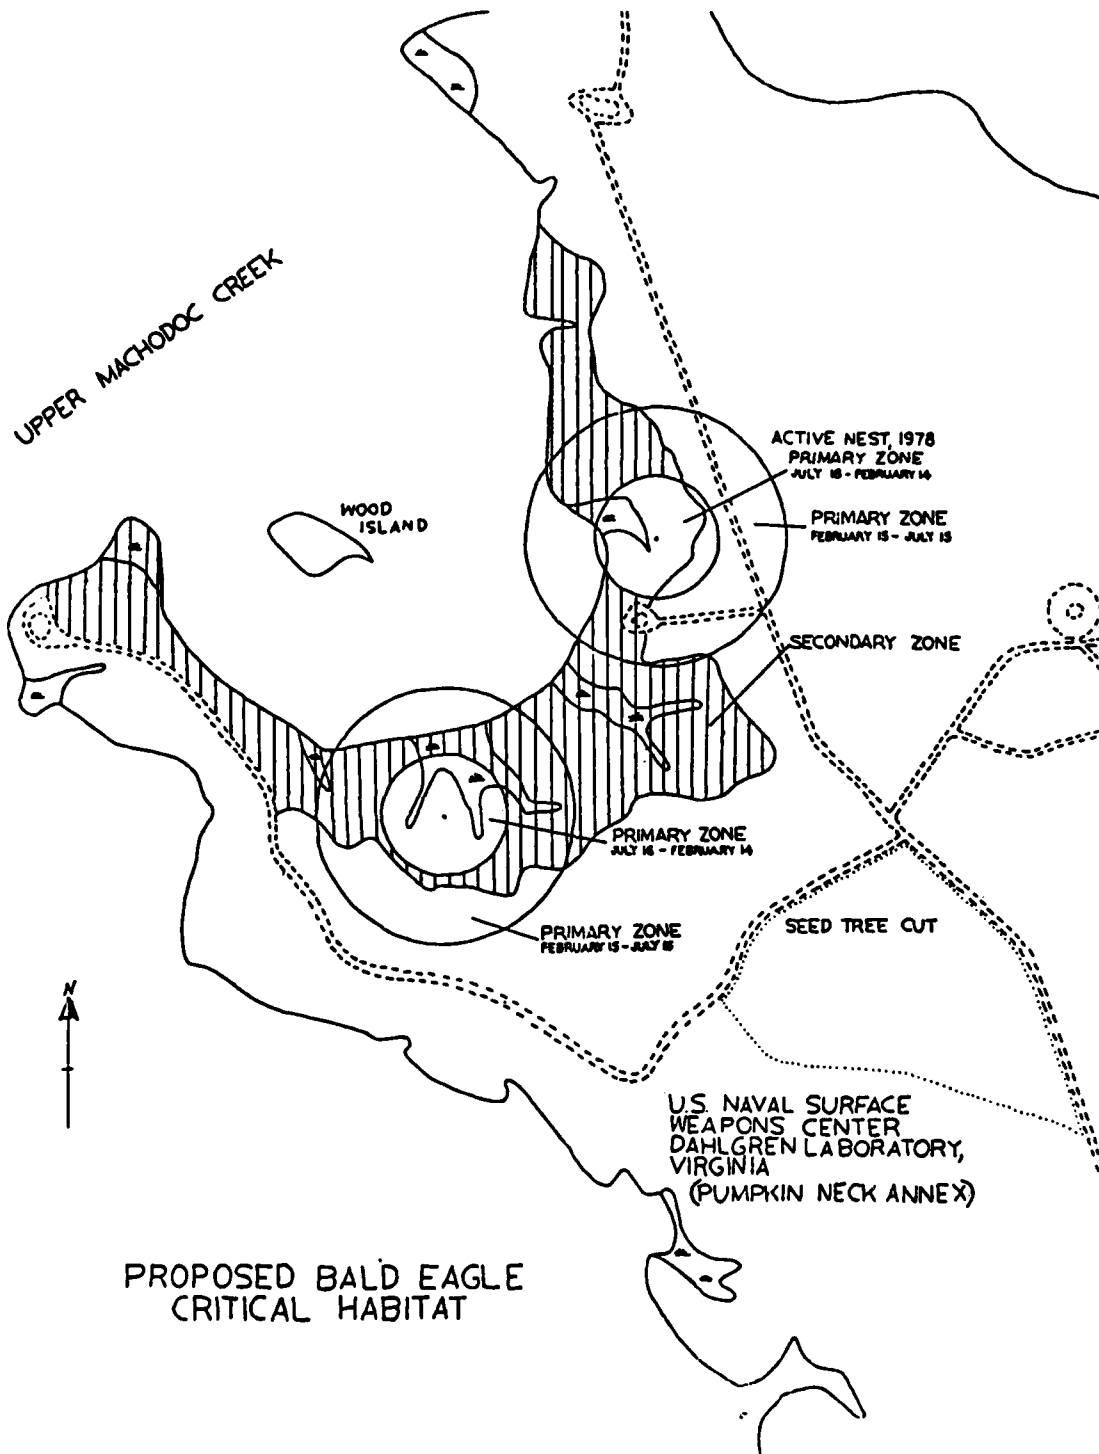 UPPER MACHODOC CREEK
WOOD
ISLAND
ACTIVE NEST, 1978
PRIMARY ZONE
JULY 16 - FEBRUARY 14
PRIMARY ZONE
FEBRUARY 15 - JULY 15
SECONDARY ZONE
PRIMARY ZONE
JULY 16 - FEBRUARY 14
PRIMARY ZONE
FEBRUARY 15 - JULY 15
SEED TREE CUT
N
U.S. NAVAL SURFACE
WEAPONS CENTER
DAHLGREN LABORATORY,
VIRGINIA
(PUMPKIN NECK ANNEX)
PROPOSED BALD EAGLE
CRITICAL HABITAT